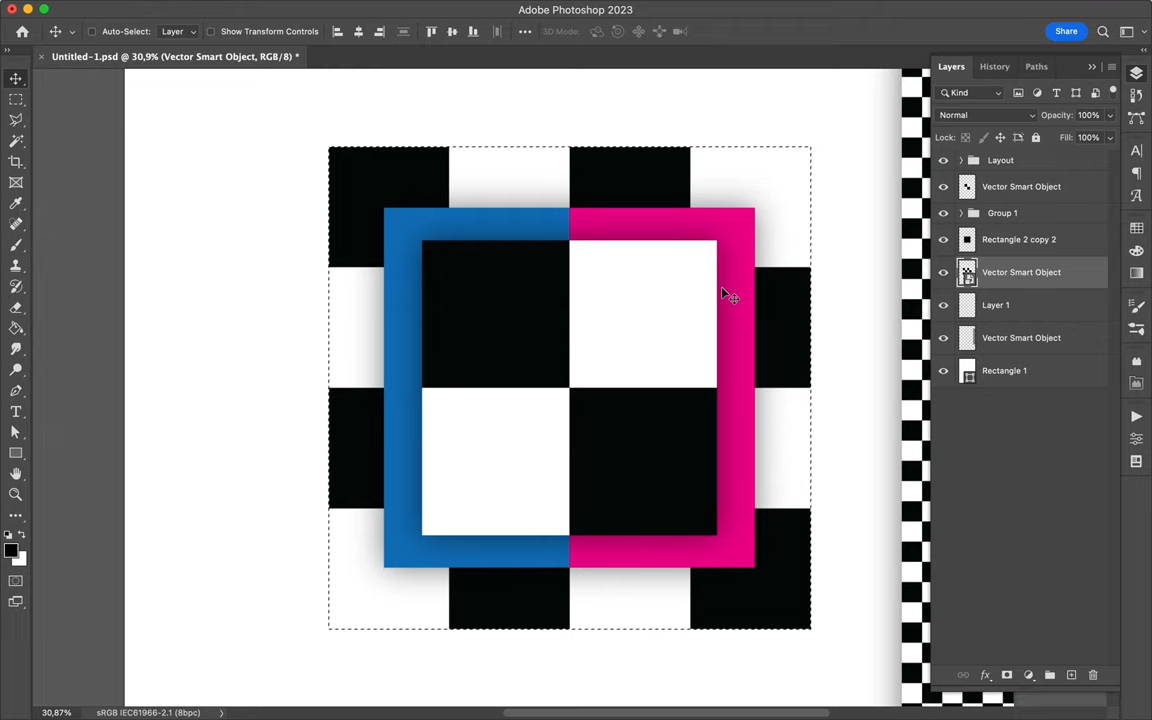 Adobe Photoshop 2023
Auto-Select:
Layer
Show Transform Controls
3D Mode:
Share
Untitled-1.psd @ 30,9% (Vector Smart Object, RGB/8) *
Layers
History
Paths
Kind
Normal
Opacity: 100%
Lock:
Fill: 100%
Layout
Vector Smart Object
Group 1
Rectangle 2 copy 2
Vector Smart Object
Layer 1
Vector Smart Object
Rectangle 1
30,87%
sRGB IEC61966-2.1 (8bpc)